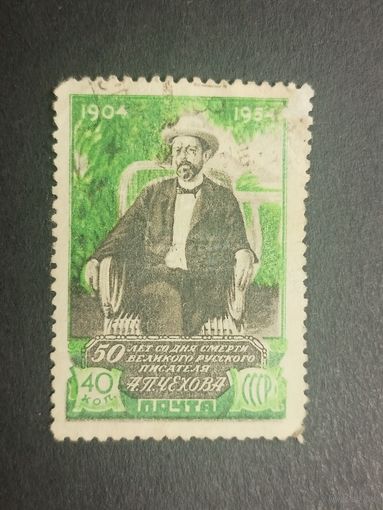 1904 1954
50 ЛЕТ СО ДНЯ СМЕРТИ
ВЕЛИКОГО РУССКОГО
ПИСАТЕЛЯ
А.П.ЧЕХОВА
40 КОП. ПОЧТА СССР